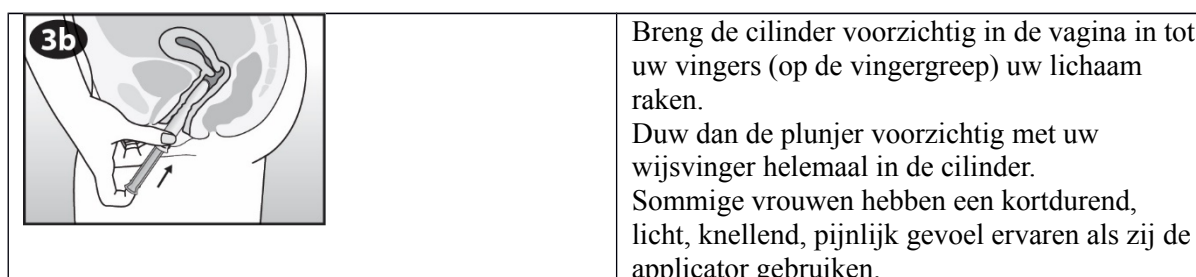 3b
Breng de cilinder voorzichtig in de vagina in tot
uw vingers (op de vingergreep) uw lichaam
raken.
Duw dan de plunjer voorzichtig met uw
wijsvinger helemaal in de cilinder.
Sommige vrouwen hebben een kortdurend,
licht, knellend, pijnlijk gevoel ervaren als zij de
applicator gebruiken.